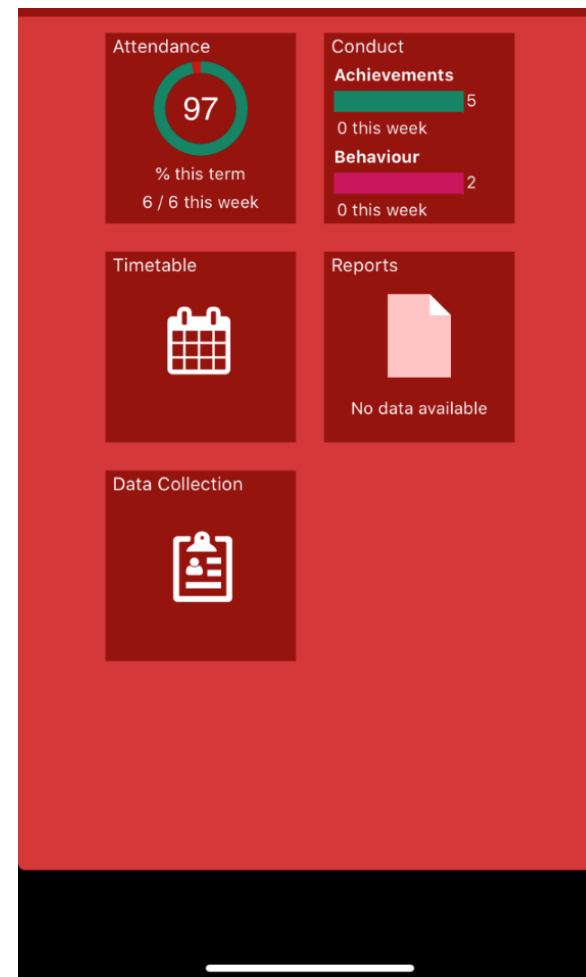 Attendance
97
% this term
6 / 6 this week
Conduct
Achievements
5
0 this week
Behaviour
2
0 this week
Timetable
Reports
No data available
Data Collection